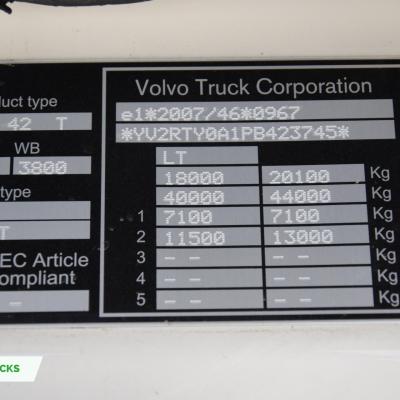 Volvo Truck Corporation
uct type
42 T
WB
3800
type
T
EC Article
ompliant
-
e1*2007/46*0967
*YV2RTY0A1PB423745*
LT
18000 20100 Kg
40000 44000 Kg
1 7100 7100 Kg
2 11500 13000 Kg
3 - - - - Kg
4 - - - - Kg
5 - - - - Kg
CKS